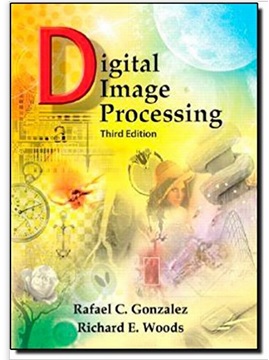 Digital
Image
Processing
Third Edition
Rafael C. Gonzalez
Richard E. Woods